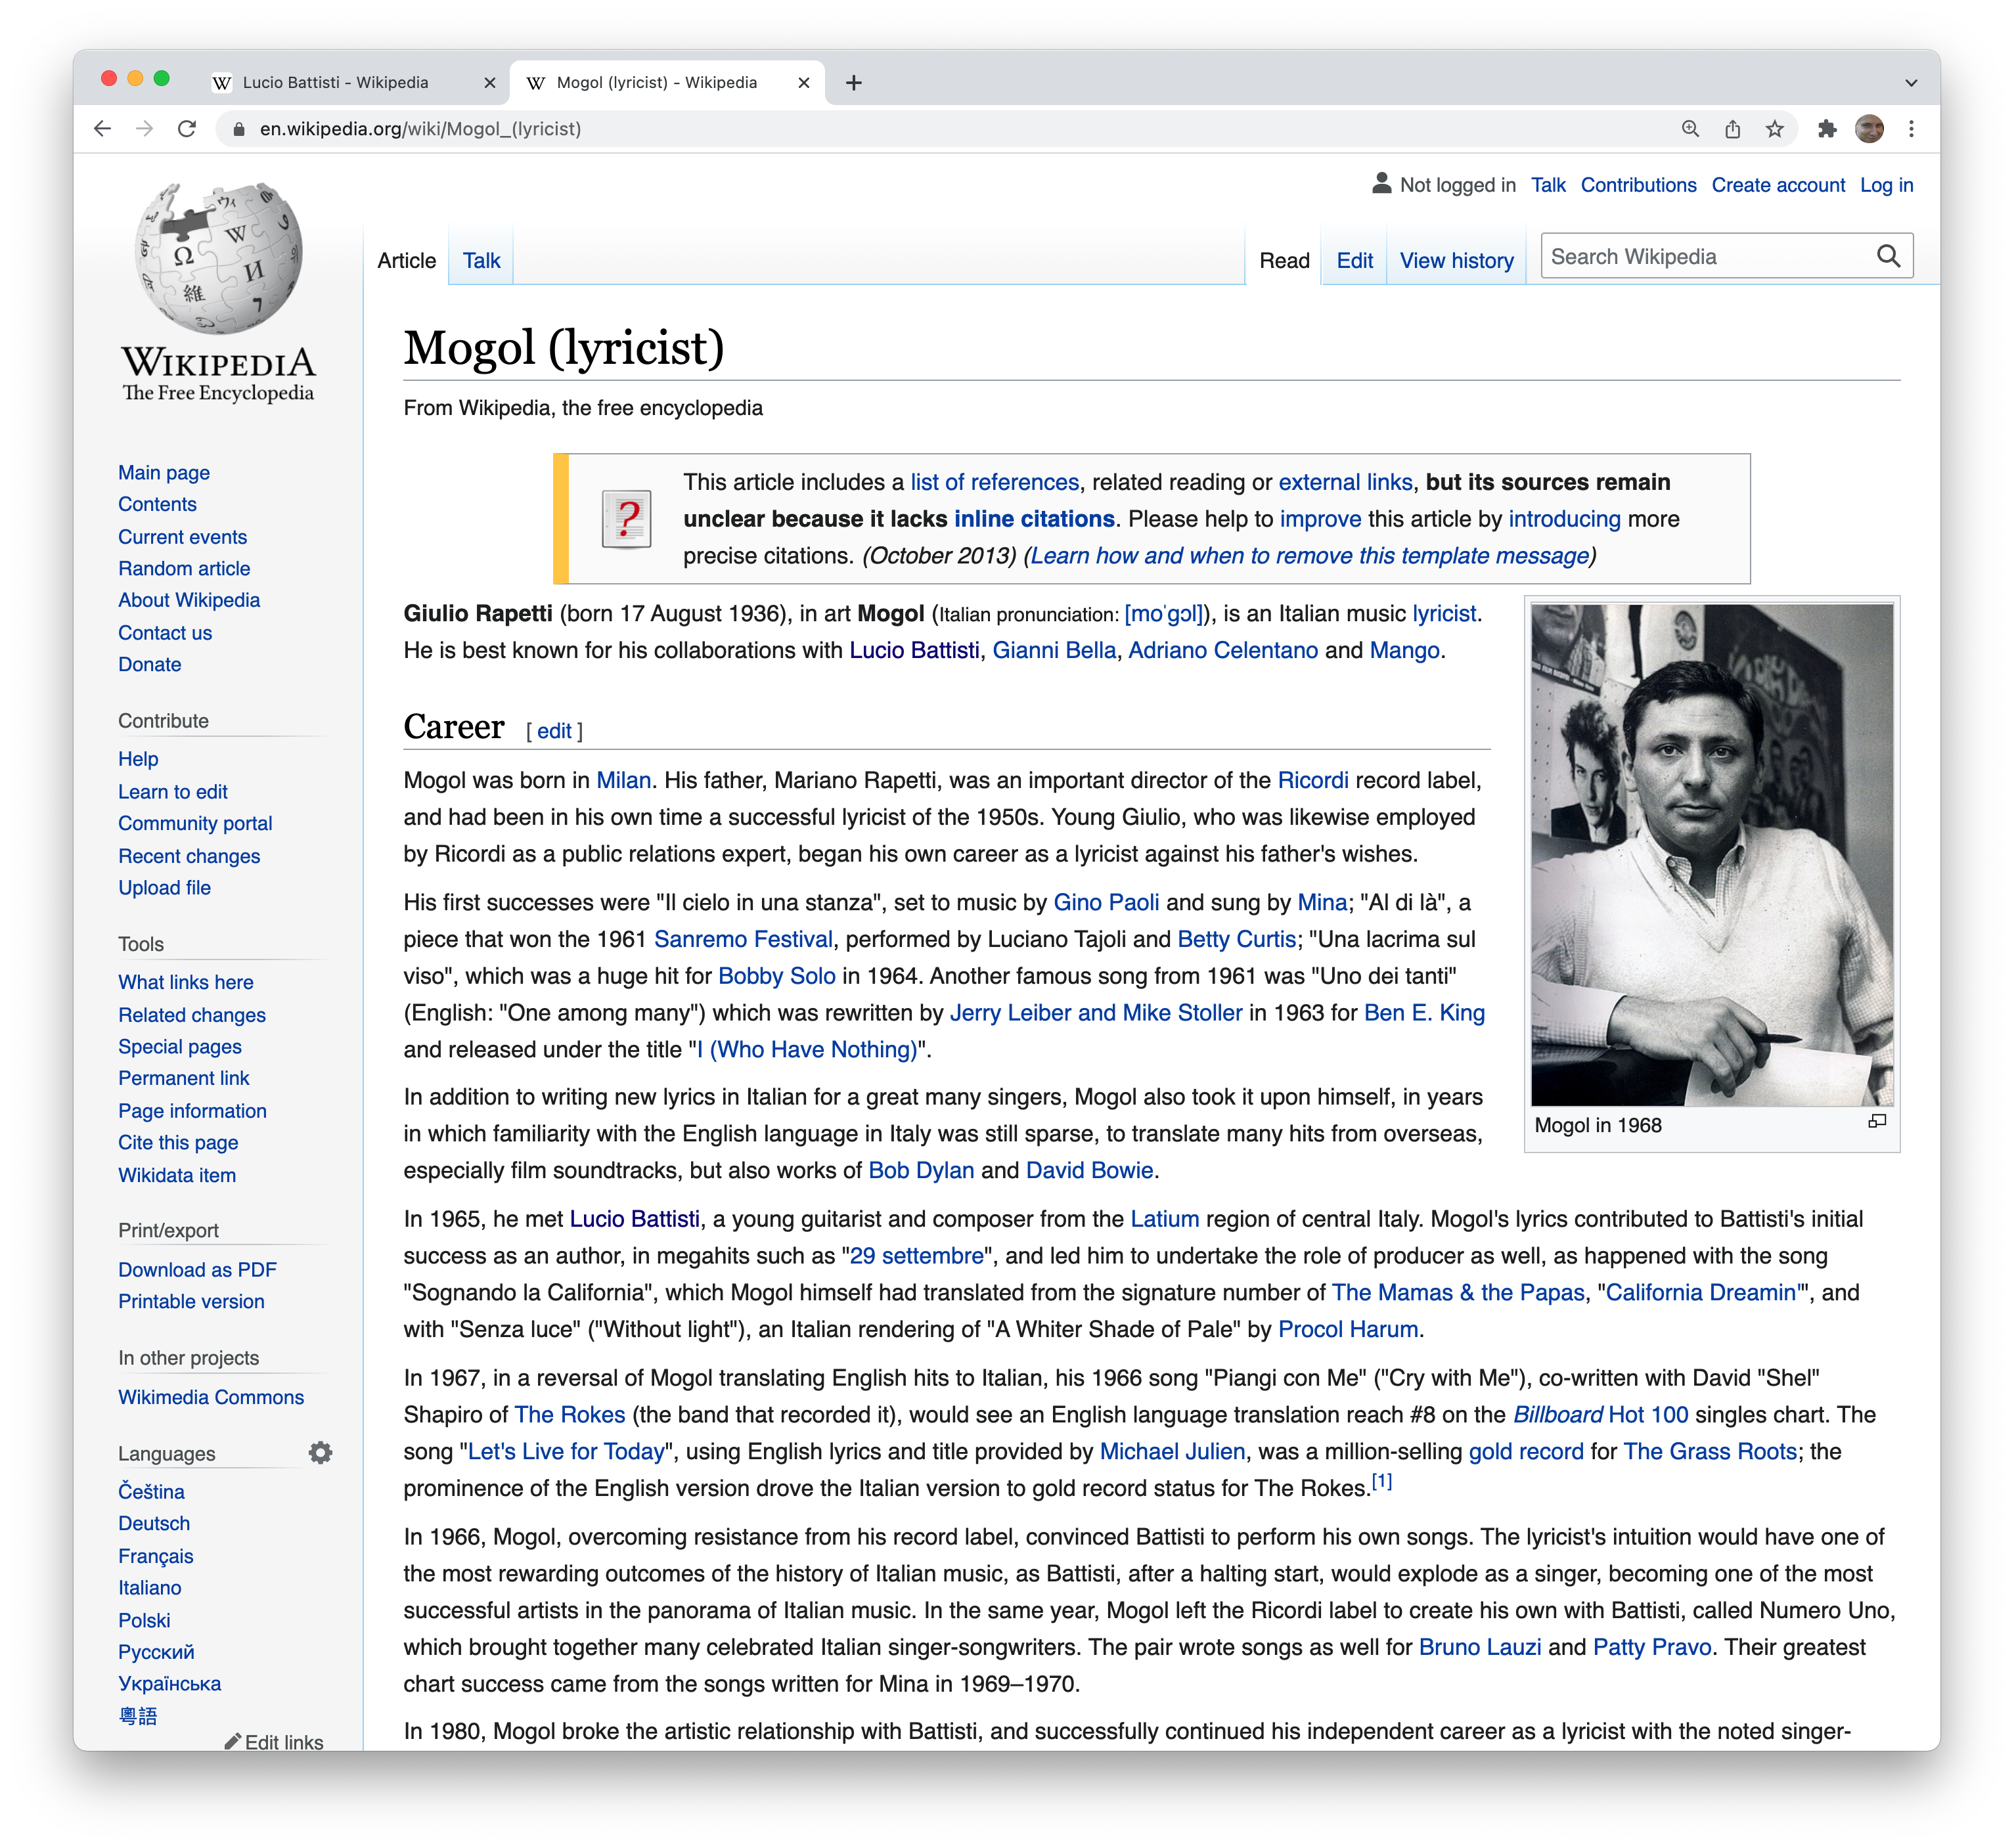 Lucio Battisti - Wikipedia
Mogol (lyricist) - Wikipedia
en.wikipedia.org/wiki/Mogol_(lyricist)
Not logged in Talk Contributions Create account Log in
Article Talk Read Edit View history Search Wikipedia
WIKIPEDIA
The Free Encyclopedia
Main page
Contents
Current events
Random article
About Wikipedia
Contact us
Donate
Contribute
Help
Learn to edit
Community portal
Recent changes
Upload file
Tools
What links here
Related changes
Special pages
Permanent link
Page information
Cite this page
Wikidata item
Print/export
Download as PDF
Printable version
In other projects
Wikimedia Commons
Languages
Čeština
Deutsch
Français
Italiano
Polski
Русский
Українська
粵語
Edit links
Mogol (lyricist)
From Wikipedia, the free encyclopedia
This article includes a list of references, related reading or external links, but its sources remain
unclear because it lacks inline citations. Please help to improve this article by introducing more
precise citations. (October 2013) (Learn how and when to remove this template message)
Giulio Rapetti (born 17 August 1936), in art Mogol (Italian pronunciation: [moˈɡɔl]), is an Italian music lyricist.
He is best known for his collaborations with Lucio Battisti, Gianni Bella, Adriano Celentano and Mango.
Career [ edit ]
Mogol was born in Milan. His father, Mariano Rapetti, was an important director of the Ricordi record label,
and had been in his own time a successful lyricist of the 1950s. Young Giulio, who was likewise employed
by Ricordi as a public relations expert, began his own career as a lyricist against his father's wishes.
His first successes were "Il cielo in una stanza", set to music by Gino Paoli and sung by Mina; "Al di là", a
piece that won the 1961 Sanremo Festival, performed by Luciano Tajoli and Betty Curtis; "Una lacrima sul
viso", which was a huge hit for Bobby Solo in 1964. Another famous song from 1961 was "Uno dei tanti"
(English: "One among many") which was rewritten by Jerry Leiber and Mike Stoller in 1963 for Ben E. King
and released under the title "I (Who Have Nothing)".
In addition to writing new lyrics in Italian for a great many singers, Mogol also took it upon himself, in years
in which familiarity with the English language in Italy was still sparse, to translate many hits from overseas,
especially film soundtracks, but also works of Bob Dylan and David Bowie.
Mogol in 1968
In 1965, he met Lucio Battisti, a young guitarist and composer from the Latium region of central Italy. Mogol's lyrics contributed to Battisti's initial
success as an author, in megahits such as "29 settembre", and led him to undertake the role of producer as well, as happened with the song
"Sognando la California", which Mogol himself had translated from the signature number of The Mamas & the Papas, "California Dreamin'", and
with "Senza luce" ("Without light"), an Italian rendering of "A Whiter Shade of Pale" by Procol Harum.
In 1967, in a reversal of Mogol translating English hits to Italian, his 1966 song "Piangi con Me" ("Cry with Me"), co-written with David "Shel"
Shapiro of The Rokes (the band that recorded it), would see an English language translation reach #8 on the Billboard Hot 100 singles chart. The
song "Let's Live for Today", using English lyrics and title provided by Michael Julien, was a million-selling gold record for The Grass Roots; the
prominence of the English version drove the Italian version to gold record status for The Rokes.[1]
In 1966, Mogol, overcoming resistance from his record label, convinced Battisti to perform his own songs. The lyricist's intuition would have one of
the most rewarding outcomes of the history of Italian music, as Battisti, after a halting start, would explode as a singer, becoming one of the most
successful artists in the panorama of Italian music. In the same year, Mogol left the Ricordi label to create his own with Battisti, called Numero Uno,
which brought together many celebrated Italian singer-songwriters. The pair wrote songs as well for Bruno Lauzi and Patty Pravo. Their greatest
chart success came from the songs written for Mina in 1969–1970.
In 1980, Mogol broke the artistic relationship with Battisti, and successfully continued his independent career as a lyricist with the noted singer-